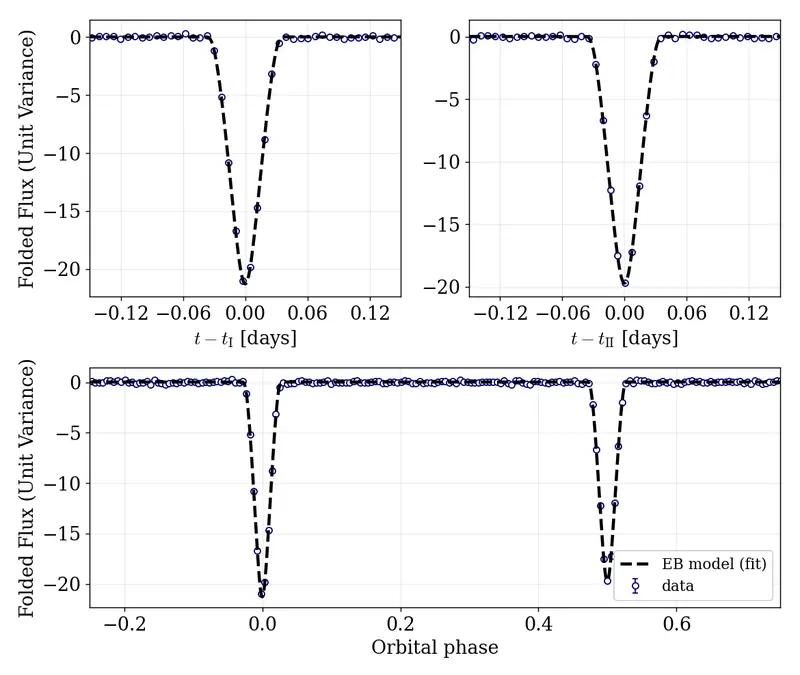 Folded Flux (Unit Variance)
0
−5
−10
−15
−20
−0.12 −0.06 0.00 0.06 0.12
t − tI [days]
0
−5
−10
−15
−20
−0.12 −0.06 0.00 0.06 0.12
t − tII [days]
Folded Flux (Unit Variance)
0
−5
−10
−15
−20
EB model (fit)
data
−0.2 0.0 0.2 0.4 0.6
Orbital phase